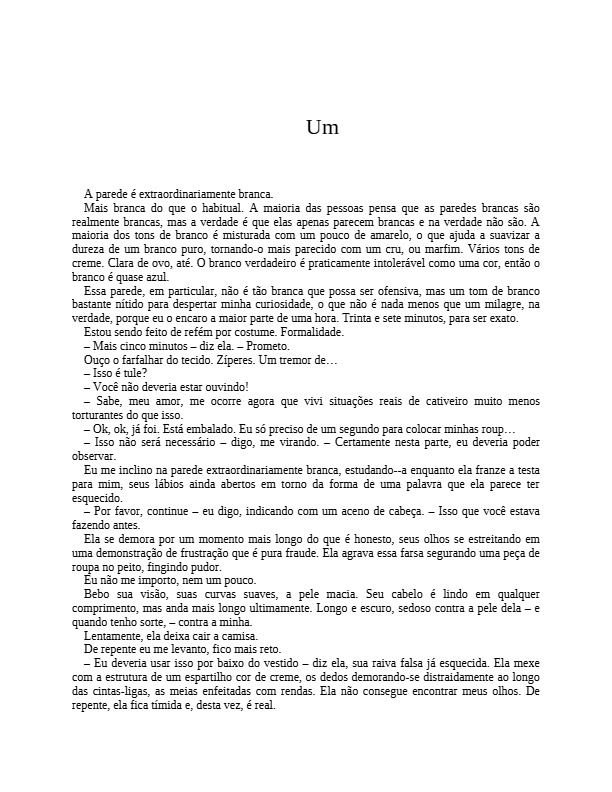 Um
A parede é extraordinariamente branca.
Mais branca do que o habitual. A maioria das pessoas pensa que as paredes brancas são
realmente brancas, mas a verdade é que elas apenas parecem brancas e na verdade não são. A
maioria dos tons de branco é misturada com um pouco de amarelo, o que ajuda a suavizar a
dureza de um branco puro, tornando-o mais parecido com um cru, ou marfim. Vários tons de
creme. Clara de ovo, até. O branco verdadeiro é praticamente intolerável como uma cor, então o
branco é quase azul.
Essa parede, em particular, não é tão branca que possa ser ofensiva, mas um tom de branco
bastante nítido para despertar minha curiosidade, o que não é nada menos que um milagre, na
verdade, porque eu o encaro a maior parte de uma hora. Trinta e sete minutos, para ser exato.
Estou sendo feito de refém por costume. Formalidade.
– Mais cinco minutos – diz ela. – Prometo.
Ouço o farfalhar do tecido. Zíperes. Um tremor de…
– Isso é tule?
– Você não deveria estar ouvindo!
– Sabe, meu amor, me ocorre agora que vivi situações reais de cativeiro muito menos
torturantes do que isso.
– Ok, ok, já foi. Está embalado. Eu só preciso de um segundo para colocar minhas roup…
– Isso não será necessário – digo, me virando. – Certamente nesta parte, eu deveria poder
observar.
Eu me inclino na parede extraordinariamente branca, estudando--a enquanto ela franze a testa
para mim, seus lábios ainda abertos em torno da forma de uma palavra que ela parece ter
esquecido.
– Por favor, continue – eu digo, indicando com um aceno de cabeça. – Isso que você estava
fazendo antes.
Ela se demora por um momento mais longo do que é honesto, seus olhos se estreitando em
uma demonstração de frustração que é pura fraude. Ela agrava essa farsa segurando uma peça de
roupa no peito, fingindo pudor.
Eu não me importo, nem um pouco.
Bebo sua visão, suas curvas suaves, a pele macia. Seu cabelo é lindo em qualquer
comprimento, mas anda mais longo ultimamente. Longo e escuro, sedoso contra a pele dela – e
quando tenho sorte, – contra a minha.
Lentamente, ela deixa cair a camisa.
De repente eu me levanto, fico mais reto.
– Eu deveria usar isso por baixo do vestido – diz ela, sua raiva falsa já esquecida. Ela mexe
com a estrutura de um espartilho cor de creme, os dedos demorando-se distraidamente ao longo
das cintas-ligas, as meias enfeitadas com rendas. Ela não consegue encontrar meus olhos. De
repente, ela fica tímida e, desta vez, é real.